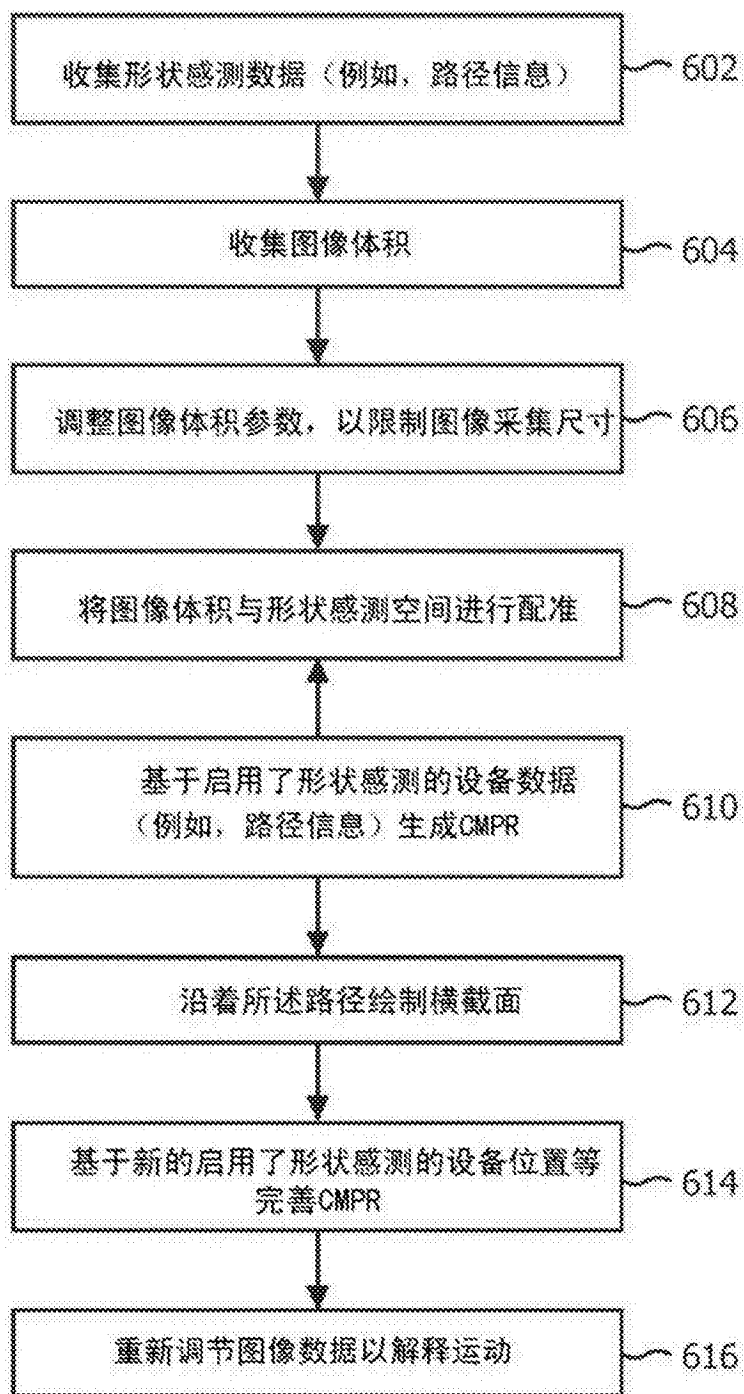 收集形状感测数据（例如，路径信息）
602
收集图像体积
604
调整图像体积参数，以限制图像采集尺寸
606
将图像体积与形状感测空间进行配准
608
基于启用了形状感测的设备数据
（例如，路径信息）生成CMPR
610
沿着所述路径绘制横截面
612
基于新的启用了形状感测的设备位置等
完善CMPR
614
重新调节图像数据以解释运动
616